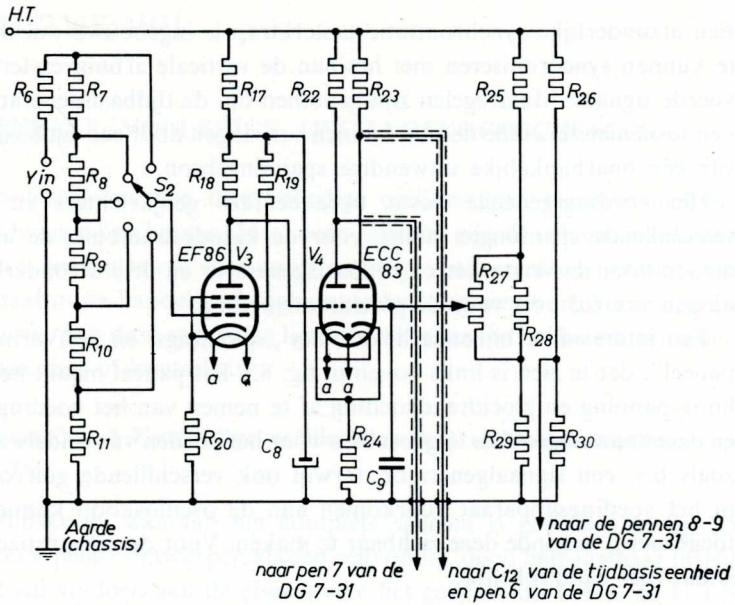 H.T.
R6
R7
R17
R22
R23
R25
R26
Y in
R8
S2
R18
R19
R9
EF86
V3
V4
ECC
83
R27
R28
R10
a
a
a
R11
R20
C8
R24
C9
R29
R30
Aarde
(chassis)
naar de pennen 8-9
van de DG 7-31
naar pen 7 van de
DG 7-31
naar C12 van de tijdbasis eenheid
en pen 6 van de DG 7-31